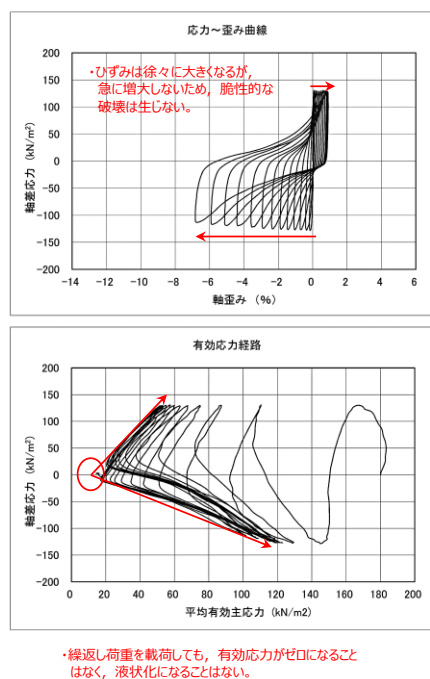 応力～歪み曲線
・ひずみは徐々に大きくなるが，
急に増大しないため，脆性的な
破壊は生じない。
軸差応力（kN/m²）
200
150
100
50
0
-50
-100
-150
-200
-14 -12 -10 -8 -6 -4 -2 0 2 4 6
軸歪み（%）
有効応力経路
軸差応力（kN/m²）
200
150
100
50
0
-50
-100
-150
-200
0 20 40 60 80 100 120 140 160 180 200
平均有効主応力（kN/m2）
・繰返し荷重を載荷しても，有効応力がゼロになること
はなく，液状化になることはない。